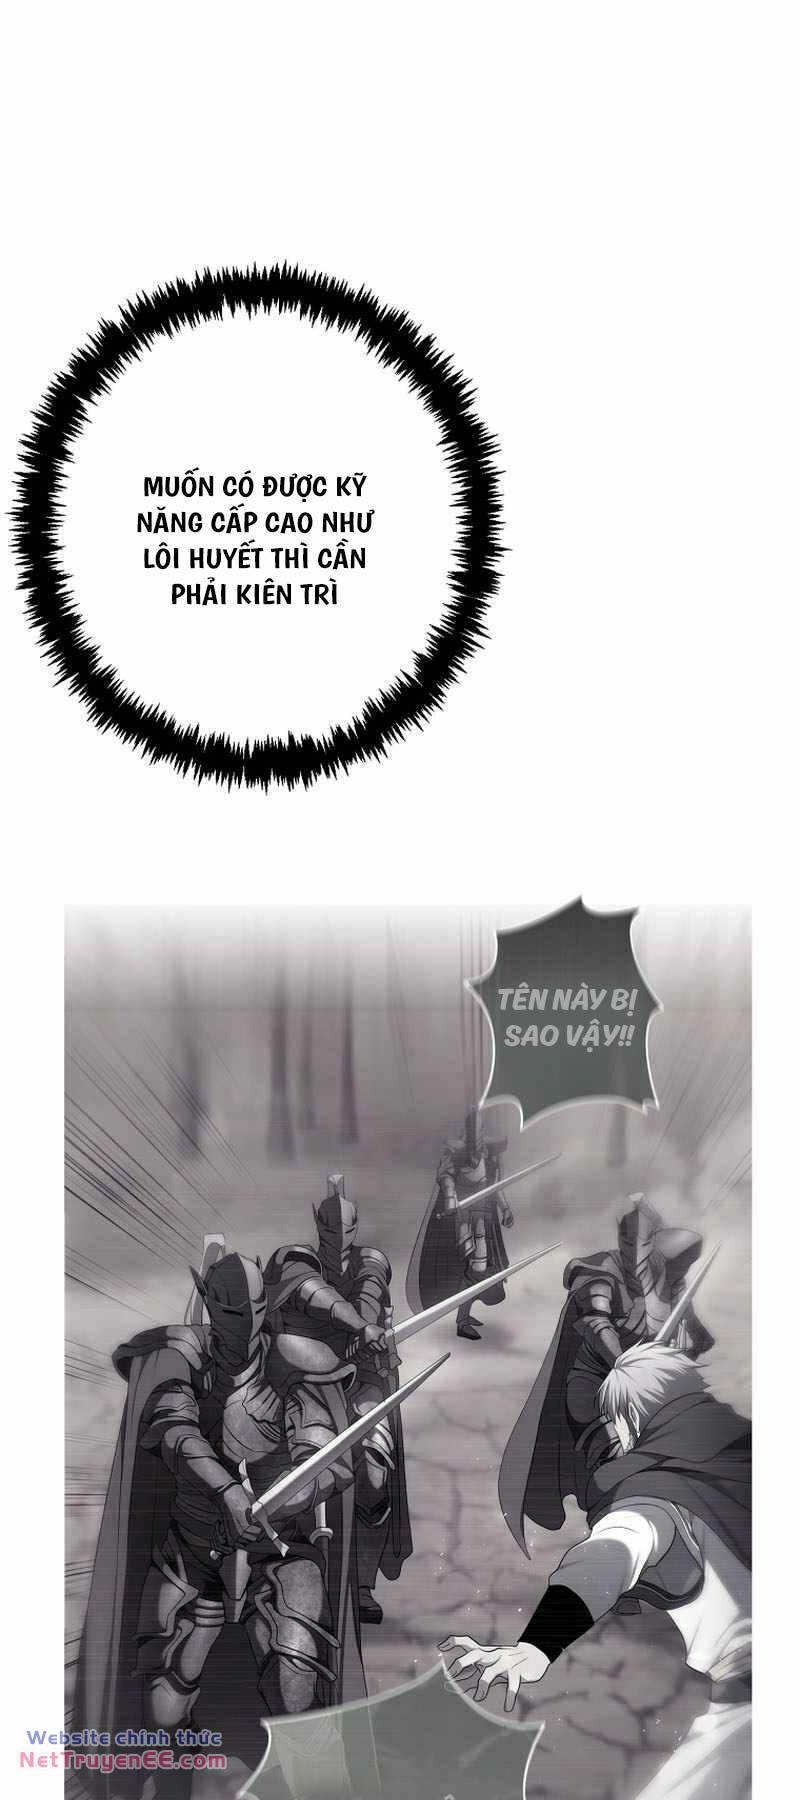 MUỐN CÓ ĐƯỢC KỸ
NĂNG CẤP CAO NHƯ
LÔI HUYẾT THÌ CẦN
PHẢI KIÊN TRÌ
TÊN NÀY BỊ
SAO VẬY!!
Website chính thức
NetTruyenEE.com